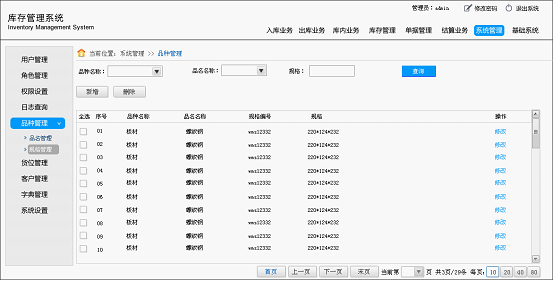 库存管理系统
Inventory Management System
管理员：admin 修改密码 退出系统
入库业务 出库业务 库内业务 库存管理 单据管理 结算业务 系统管理 基础系统
用户管理
角色管理
权限设置
日志查询
品种管理
品名管理
规格管理
货位管理
客户管理
字典管理
系统设置
当前位置：系统管理 >> 品种管理
品种名称： 品名名称： 规格： 查询
新增 删除
全选 序号 品种名称 品名名称 规格编号 规格 操作
01 板材 螺纹钢 wns12332 220*124*232 修改
02 板材 螺纹钢 wns12332 220*124*232 修改
03 板材 螺纹钢 wns12332 220*124*232 修改
04 板材 螺纹钢 wns12332 220*124*232 修改
05 板材 螺纹钢 wns12332 220*124*232 修改
06 板材 螺纹钢 wns12332 220*124*232 修改
07 板材 螺纹钢 wns12332 220*124*232 修改
08 板材 螺纹钢 wns12332 220*124*232 修改
09 板材 螺纹钢 wns12332 220*124*232 修改
10 板材 螺纹钢 wns12332 220*124*232 修改
首页 上一页 下一页 末页 当前第 页 共3页/29条 每页： 10 20 40 80